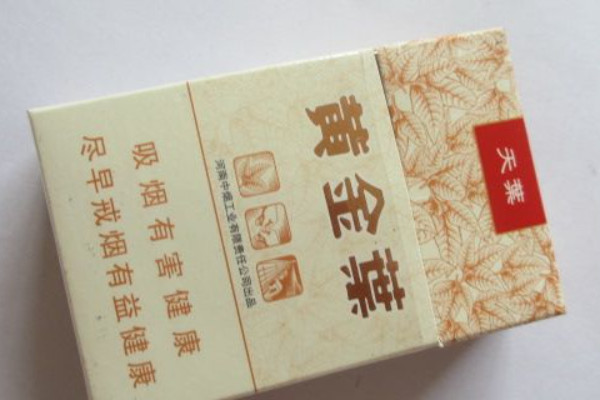 天葉
黄金葉
河南中烟工业有限责任公司出品
吸烟有害健康
尽早戒烟有益健康